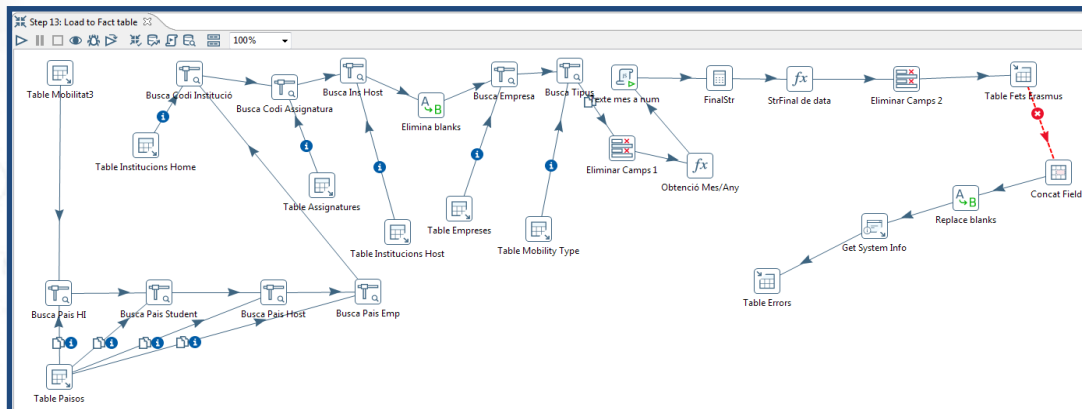 Step 13: Load to Fact table
100%
Table Mobilitat3
Busca Codi Institució
Busca Codi Assignatura
Busca Ins Host
Elimina blanks
Busca Empresa
Busca Tipus
Texte mes a num
FinalStr
StrFinal de data
Eliminar Camps 2
Table Fets Erasmus
Table Institucions Home
Table Assignatures
Table Institucions Host
Table Empreses
Table Mobility Type
Eliminar Camps 1
Obtenció Mes/Any
Concat Field
Replace blanks
Get System Info
Table Errors
Busca Pais HI
Busca Pais Student
Busca Pais Host
Busca Pais Emp
Table Paisos